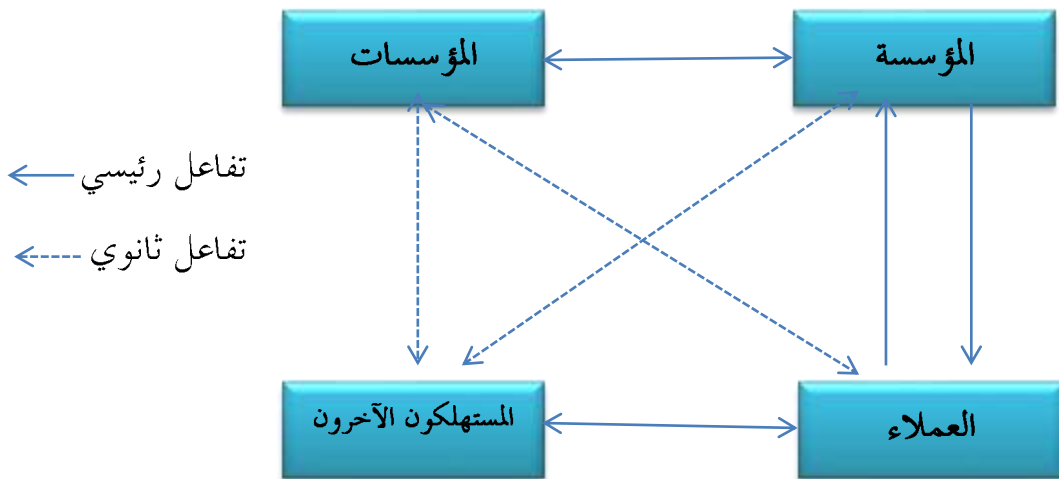 المؤسسة
المؤسسات
تفاعل رئيسي
تفاعل ثانوي
العملاء
المستهلكون الآخرون